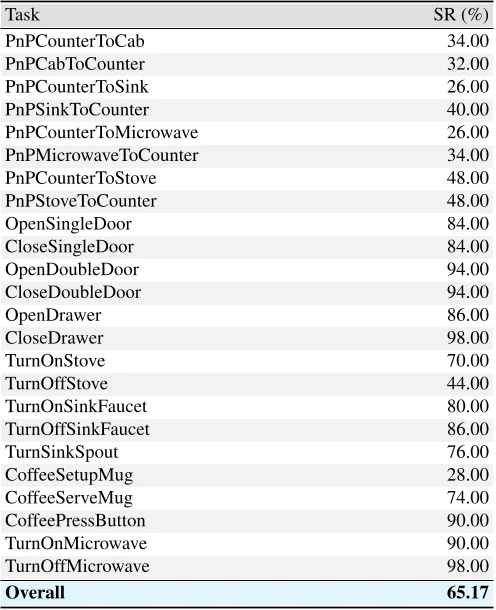 Task SR (%)
PnPCounterToCab 34.00
PnPCabToCounter 32.00
PnPCounterToSink 26.00
PnPSinkToCounter 40.00
PnPCounterToMicrowave 26.00
PnPMicrowaveToCounter 34.00
PnPCounterToStove 48.00
PnPStoveToCounter 48.00
OpenSingleDoor 84.00
CloseSingleDoor 84.00
OpenDoubleDoor 94.00
CloseDoubleDoor 94.00
OpenDrawer 86.00
CloseDrawer 98.00
TurnOnStove 70.00
TurnOffStove 44.00
TurnOnSinkFaucet 80.00
TurnOffSinkFaucet 86.00
TurnSinkSpout 76.00
CoffeeSetupMug 28.00
CoffeeServeMug 74.00
CoffeePressButton 90.00
TurnOnMicrowave 90.00
TurnOffMicrowave 98.00
Overall 65.17